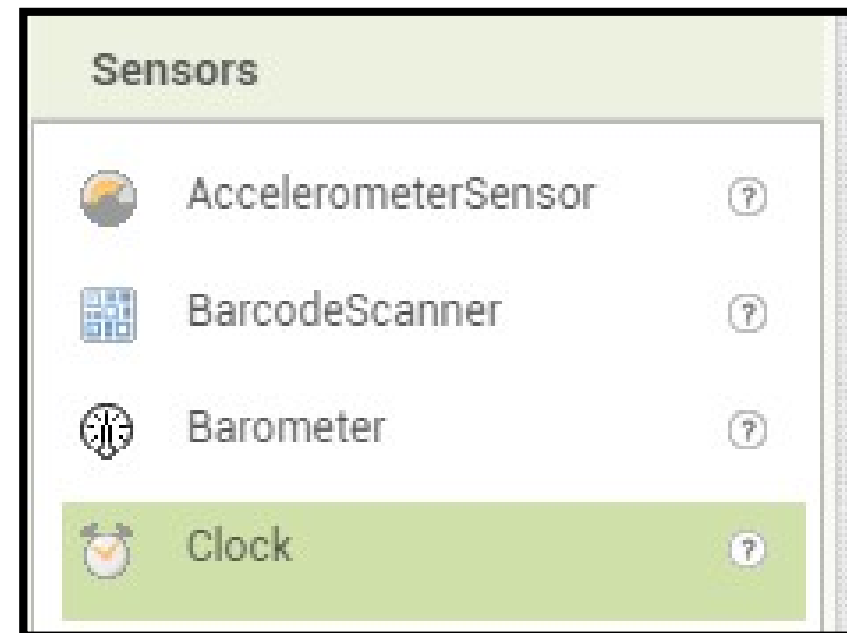 Sensors
AccelerometerSensor ?
BarcodeScanner ?
Barometer ?
Clock ?